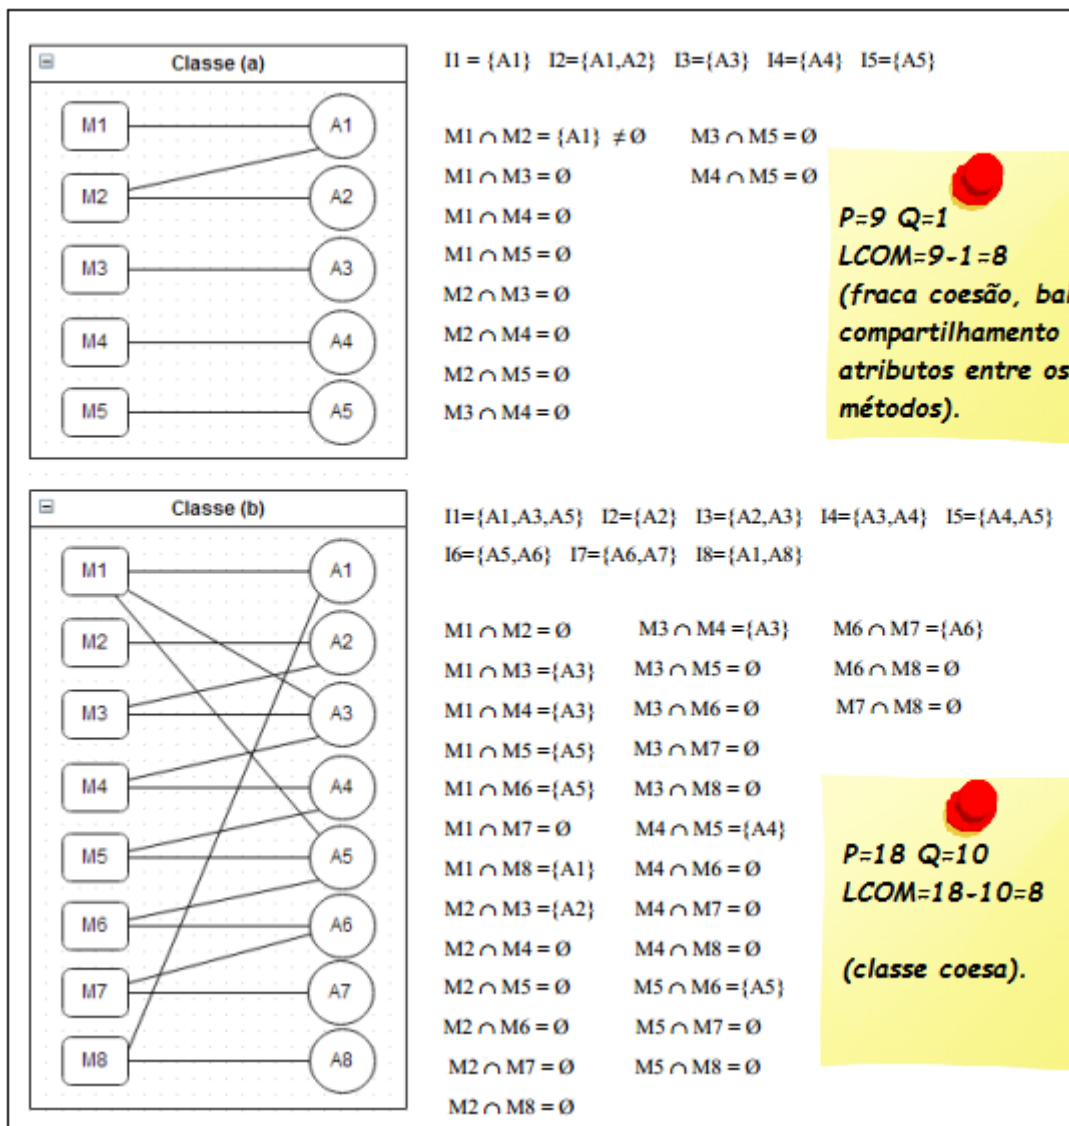 Classe (a)
M1 A1
M2 A2
M3 A3
M4 A4
M5 A5
I1 = {A1} I2={A1,A2} I3={A3} I4={A4} I5={A5}
M1 ∩ M2 = {A1} ≠ Ø M3 ∩ M5 = Ø
M1 ∩ M3 = Ø M4 ∩ M5 = Ø
M1 ∩ M4 = Ø
M1 ∩ M5 = Ø
M2 ∩ M3 = Ø
M2 ∩ M4 = Ø
M2 ∩ M5 = Ø
M3 ∩ M4 = Ø
P=9 Q=1
LCOM=9-1=8
(fraca coesão,
compartilhamento
atributos entre os
métodos).
Classe (b)
M1 A1
M2 A2
M3 A3
M4 A4
M5 A5
M6 A6
M7 A7
M8 A8
I1={A1,A3,A5} I2={A2} I3={A2,A3} I4={A3,A4} I5={A4,A5}
I6={A5,A6} I7={A6,A7} I8={A1,A8}
M1 ∩ M2 = Ø M3 ∩ M4 ={A3} M6 ∩ M7 ={A6}
M1 ∩ M3 ={A3} M3 ∩ M5 = Ø M6 ∩ M8 = Ø
M1 ∩ M4 ={A3} M3 ∩ M6 = Ø M7 ∩ M8 = Ø
M1 ∩ M5 ={A5} M3 ∩ M7 = Ø
M1 ∩ M6 ={A5} M3 ∩ M8 = Ø
M1 ∩ M7 = Ø M4 ∩ M5 ={A4}
M1 ∩ M8 ={A1} M4 ∩ M6 = Ø
M2 ∩ M3 ={A2} M4 ∩ M7 = Ø
M2 ∩ M4 = Ø M4 ∩ M8 = Ø
M2 ∩ M5 = Ø M5 ∩ M6 ={A5}
M2 ∩ M6 = Ø M5 ∩ M7 = Ø
M2 ∩ M7 = Ø M5 ∩ M8 = Ø
M2 ∩ M8 = Ø
P=18 Q=10
LCOM=18-10=8
(classe coesa).